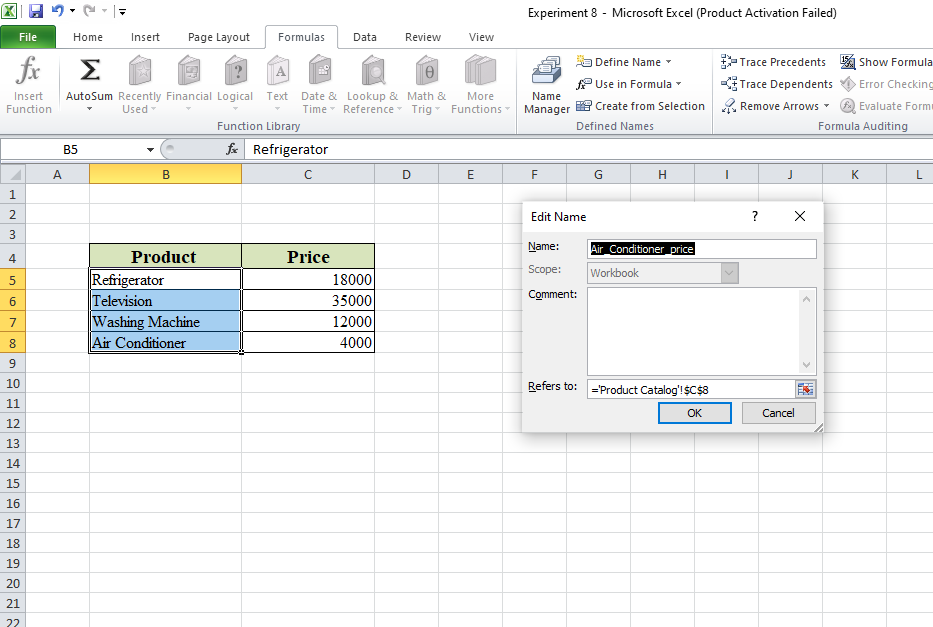 Experiment 8 - Microsoft Excel (Product Activation Failed)
File Home Insert Page Layout Formulas Data Review View
fx Insert Function
Σ AutoSum
Recently Used
Financial
Logical
Text
Date & Time
Lookup & Reference
Math & Trig
More Functions
Function Library
Name Manager
Define Name
Use in Formula
Create from Selection
Defined Names
Trace Precedents
Trace Dependents
Remove Arrows
Show Formula
Error Checking
Evaluate Form
Formula Auditing
B5 fx Refrigerator
A B C D E F G H I J K L
1
2
3
4 Product Price
5 Refrigerator 18000
6 Television 35000
7 Washing Machine 12000
8 Air Conditioner 4000
9
10
11
12
13
14
15
16
17
18
19
20
21
22
Edit Name ?
Name: Air_Conditioner_price
Scope: Workbook
Comment:
Refers to: ='Product Catalog'!$C$8
OK Cancel